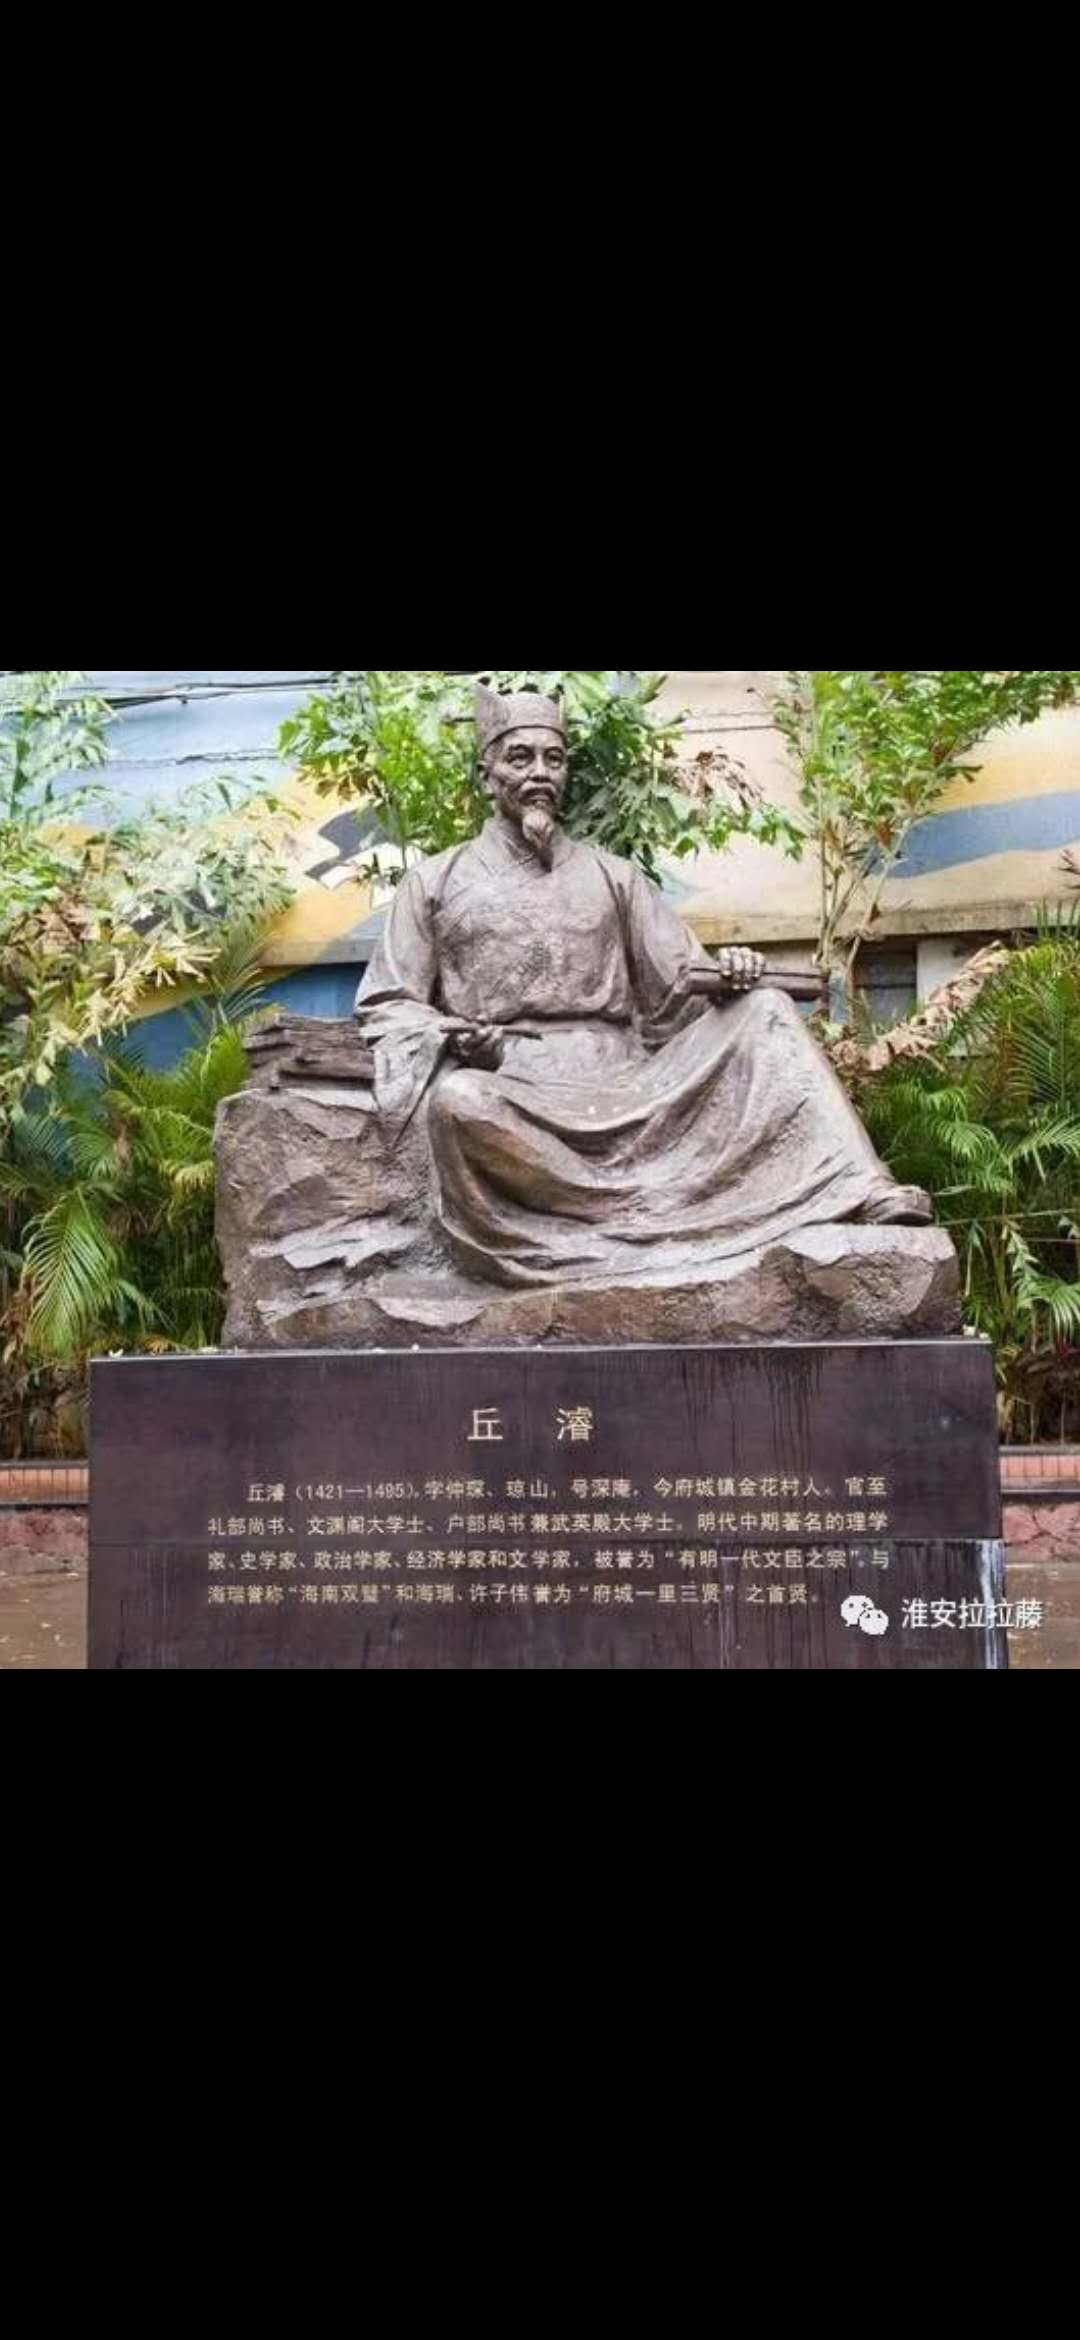 丘 濬
丘濬（1421—1495），字仲琛、琼山，号深庵，今府城镇金花村人。官至
礼部尚书、文渊阁大学士、户部尚书兼武英殿大学士。明代中期著名的理学
家、史学家、政治学家、经济学家和文学家，被誉为“有明一代文臣之宗”。与
海瑞誉称“海南双璧”和海瑞、许子伟誉为“府城一里三贤”之首贤。
淮安拉拉藤